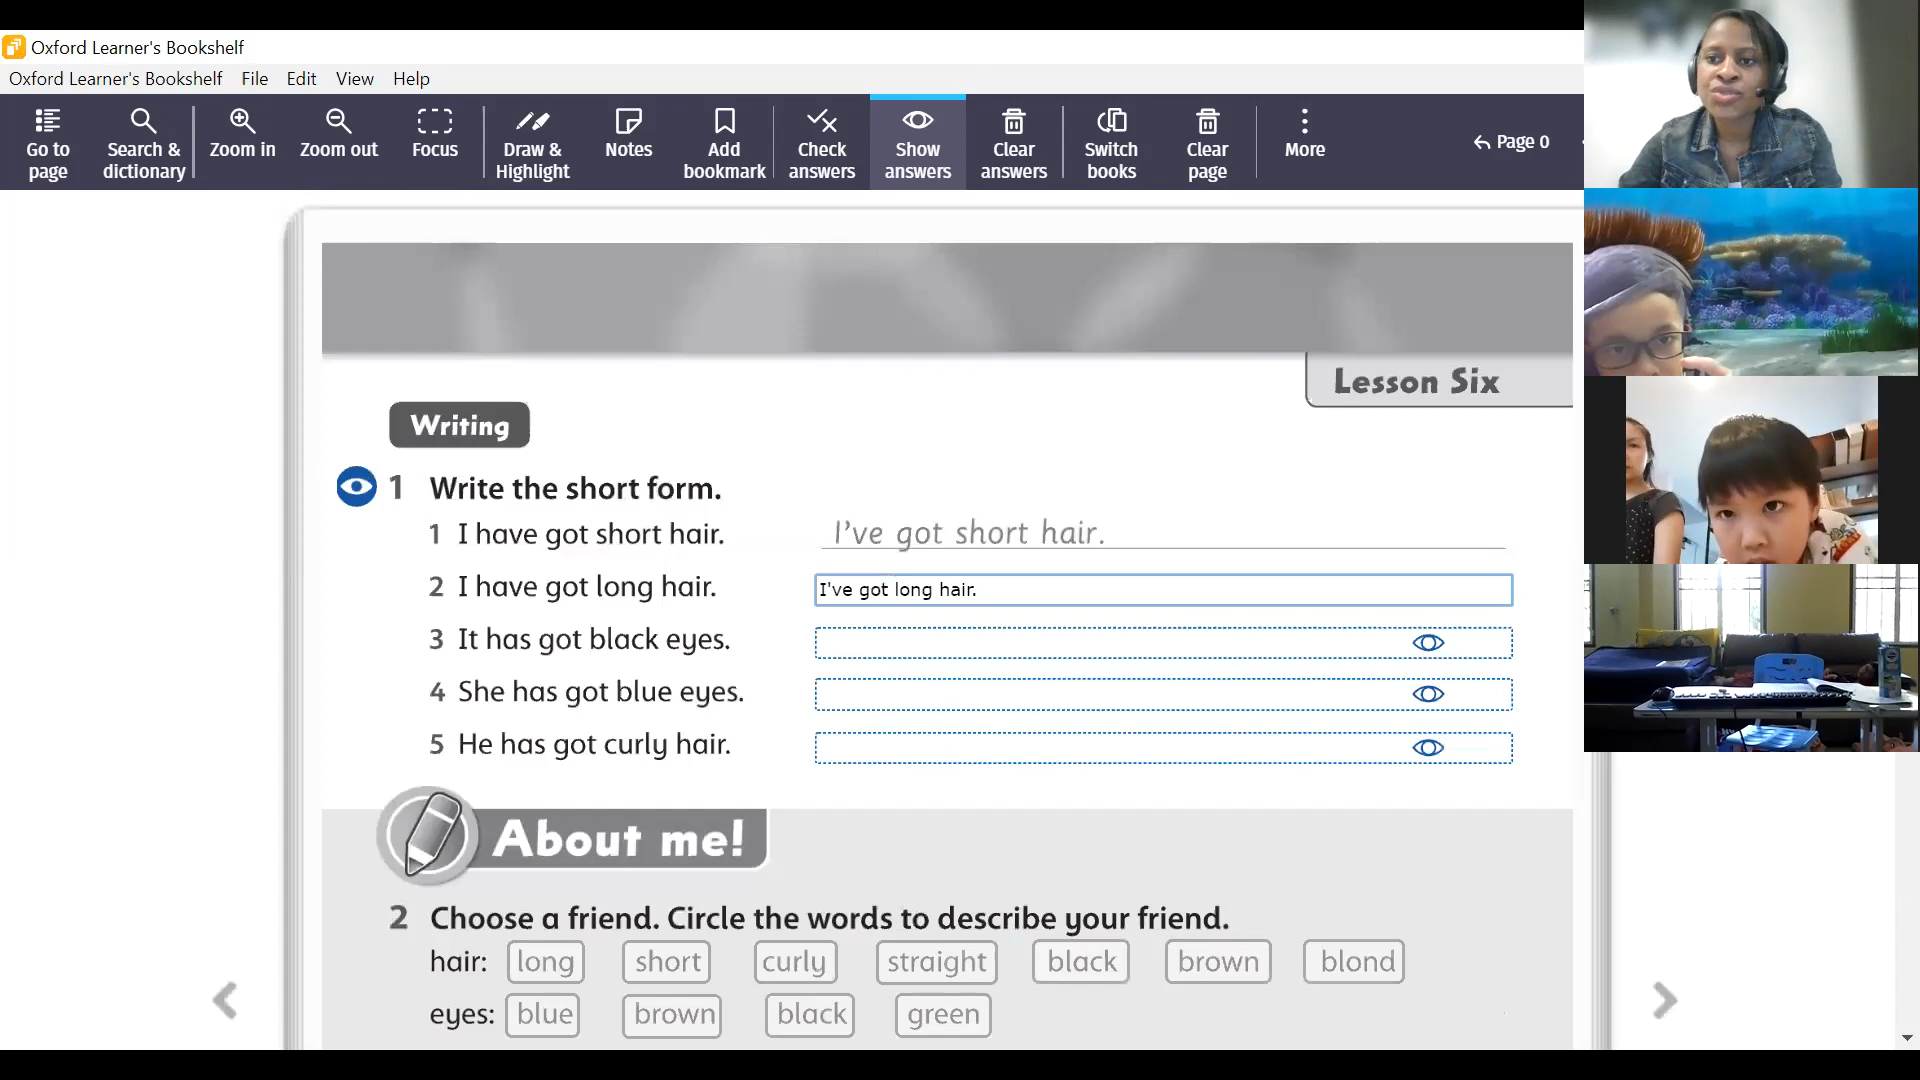 Oxford Learner's Bookshelf
Oxford Learner's Bookshelf File Edit View Help
Go to page
Search & dictionary
Zoom in
Zoom out
Focus
Draw & Highlight
Notes
Add bookmark
Check answers
Show answers
Clear answers
Switch books
Clear page
More
Page 0
Lesson Six
Writing
1 Write the short form.
1 I have got short hair. I've got short hair.
2 I have got long hair. I've got long hair.
3 It has got black eyes.
4 She has got blue eyes.
5 He has got curly hair.
About me!
2 Choose a friend. Circle the words to describe your friend.
hair: long short curly straight black brown blond
eyes: blue brown black green